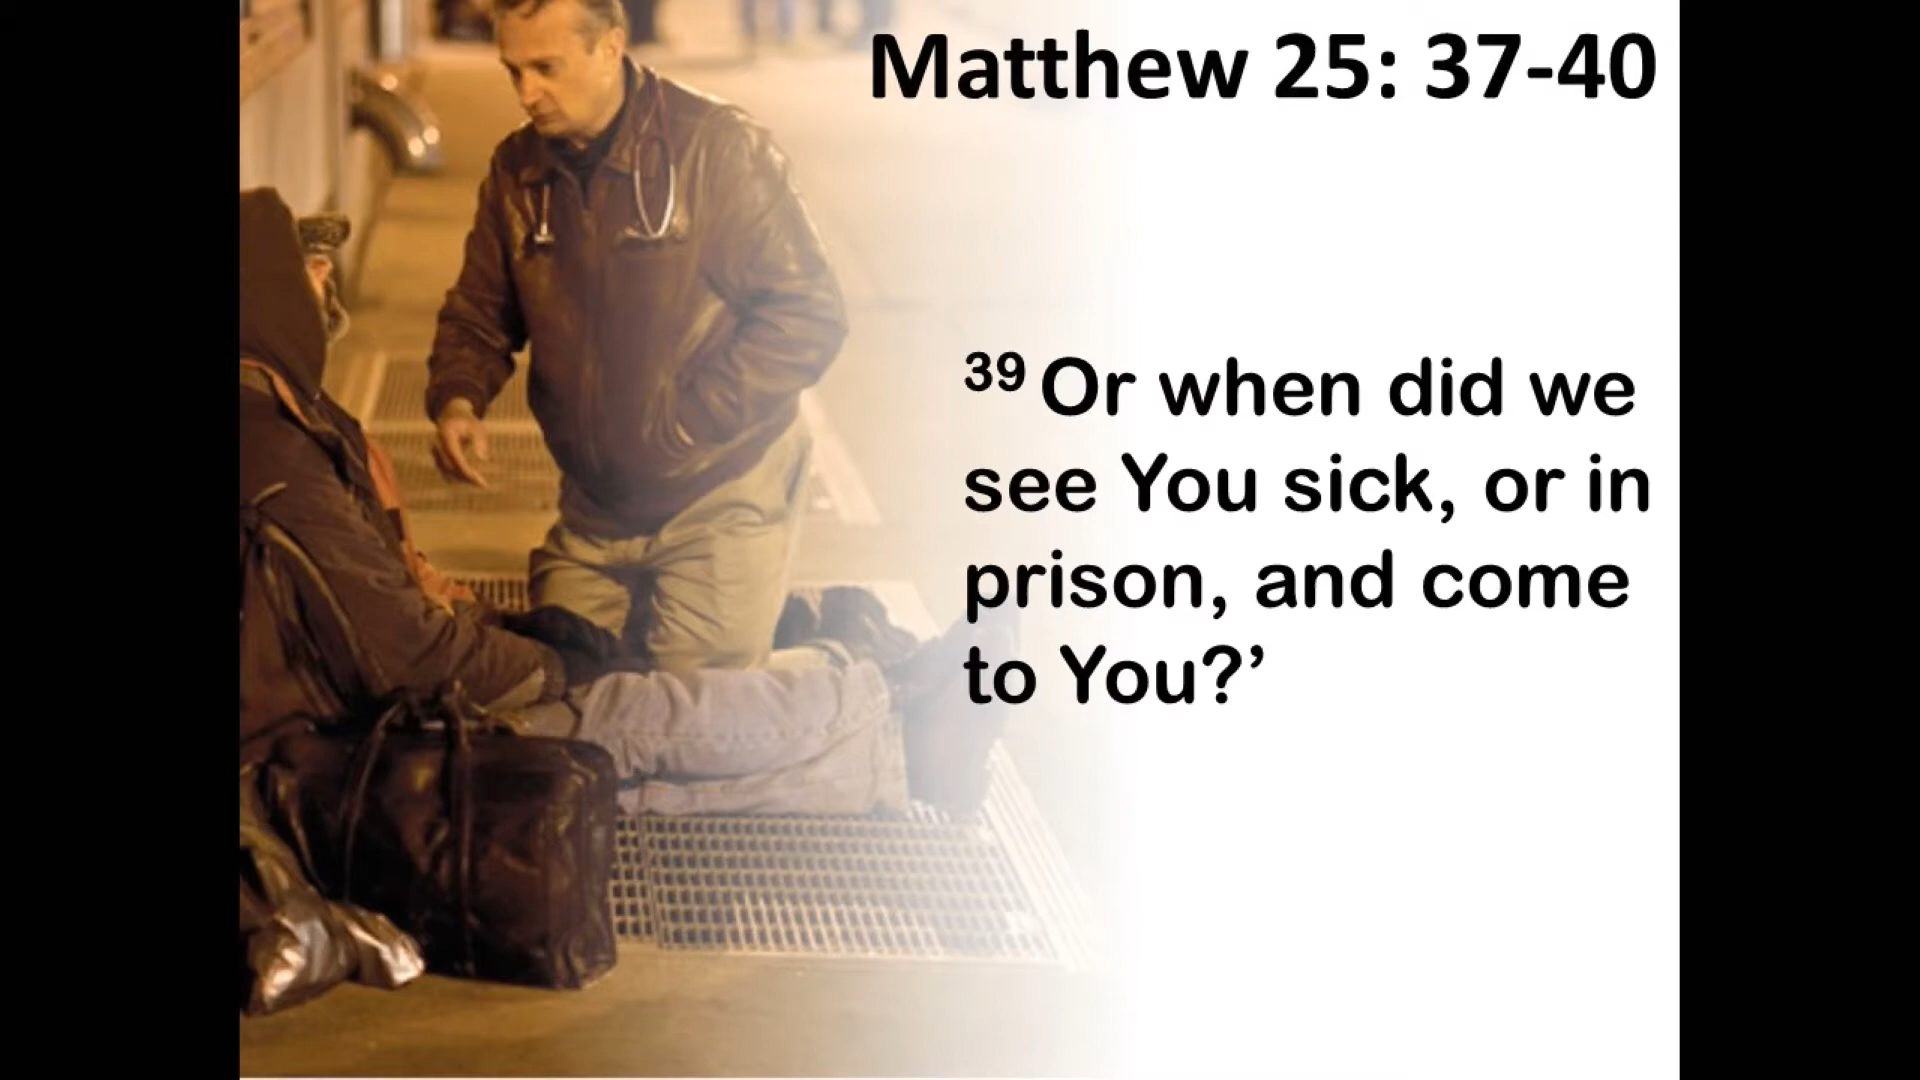 Matthew 25: 37-40
39 Or when did we
see You sick, or in
prison, and come
to You?’